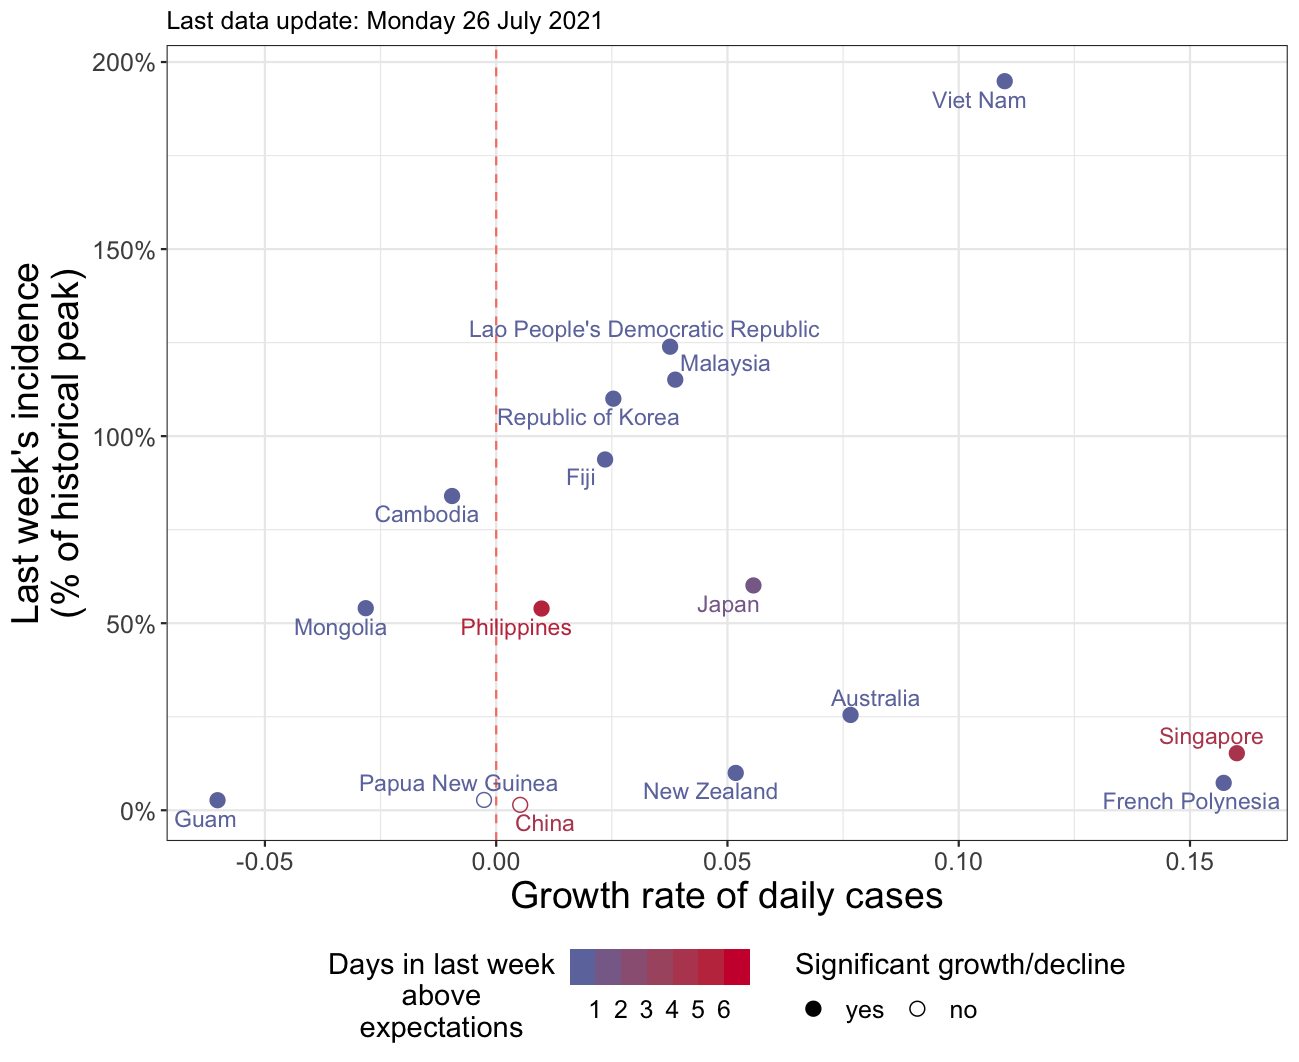 Last data update: Monday 26 July 2021
200%
Viet Nam
150%
Lao People's Democratic Republic
Malaysia
Republic of Korea
100%
Fiji
Cambodia
Last week's incidence
(% of historical peak)
Japan
Mongolia
Philippines
50%
Australia
Singapore
Papua New Guinea
New Zealand
French Polynesia
0%
Guam
China
-0.05 0.00 0.05 0.10 0.15
Growth rate of daily cases
Days in last week
above
expectations
1 2 3 4 5 6
Significant growth/decline
yes no